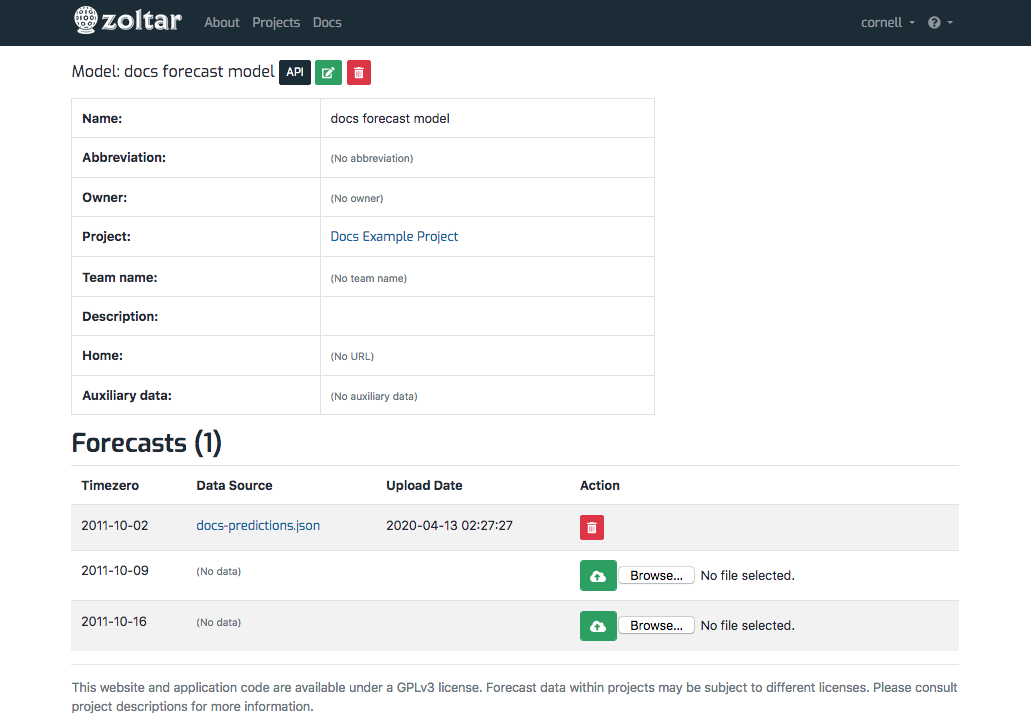 zoltar About Projects Docs cornell
Model: docs forecast model API
Name: docs forecast model
Abbreviation: (No abbreviation)
Owner: (No owner)
Project: Docs Example Project
Team name: (No team name)
Description:
Home: (No URL)
Auxiliary data: (No auxiliary data)
Forecasts (1)
Timezero Data Source Upload Date Action
2011-10-02 docs-predictions.json 2020-04-13 02:27:27
2011-10-09 (No data) Browse... No file selected.
2011-10-16 (No data) Browse... No file selected.
This website and application code are available under a GPLv3 license. Forecast data within projects may be subject to different licenses. Please consult
project descriptions for more information.